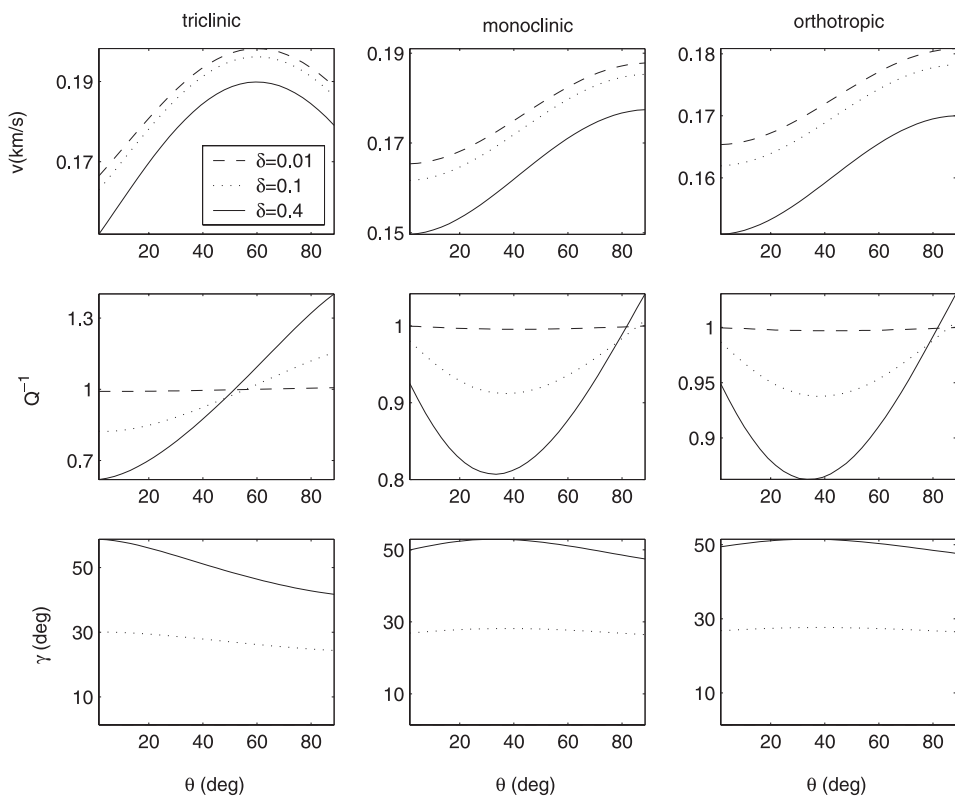 triclinic
monoclinic
orthotropic
v(km/s)
0.19
0.17
δ=0.01
δ=0.1
δ=0.4
20 40 60 80
0.19
0.17
0.15
20 40 60 80
0.18
0.17
0.16
20 40 60 80
Q⁻¹
1.3
1
0.7
20 40 60 80
1
0.9
0.8
20 40 60 80
1
0.95
0.9
20 40 60 80
γ (deg)
50
30
10
20 40 60 80
θ (deg)
50
30
10
20 40 60 80
θ (deg)
50
30
10
20 40 60 80
θ (deg)